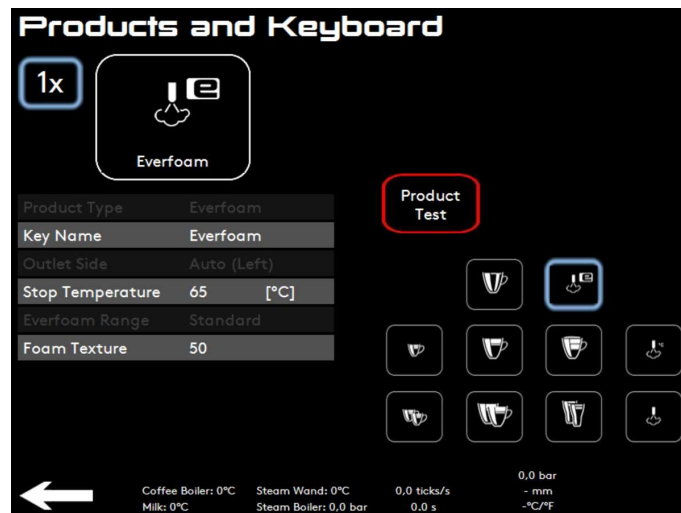 Products and Keyboard
1x
e
Everfoam
Product Type Everfoam
Key Name Everfoam
Outlet Side Auto (Left)
Stop Temperature 65 [°C]
Everfoam Range Standard
Foam Texture 50
Product
Test
e
°C
Coffee Boiler: 0°C Steam Wand: 0°C 0,0 ticks/s 0,0 bar
- mm
Milk: 0°C Steam Boiler: 0,0 bar 0.0 s -°C/°F